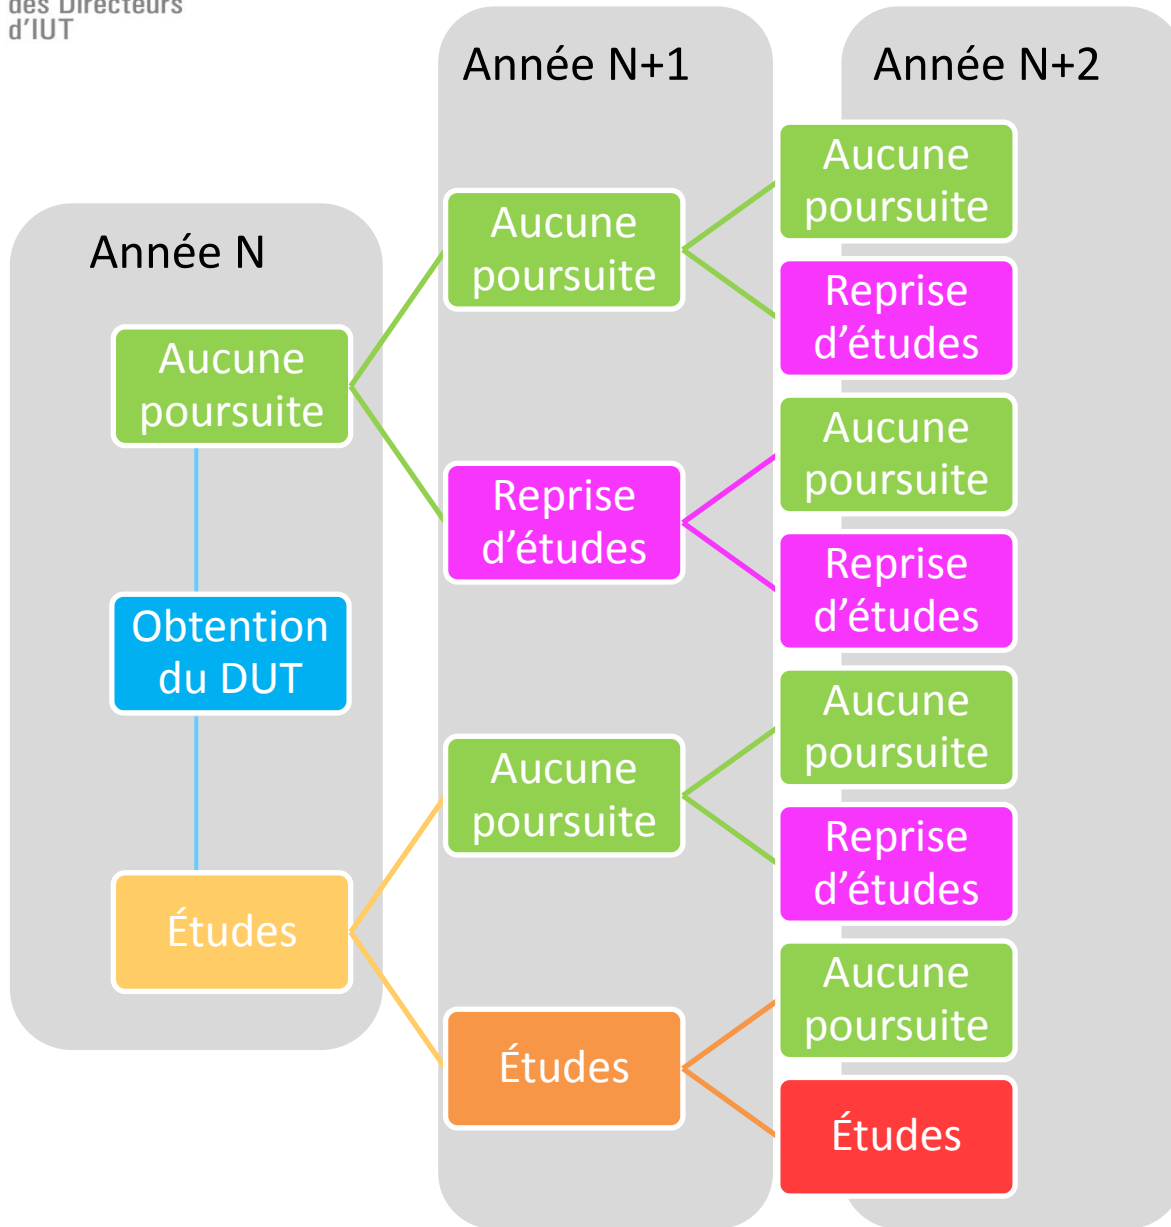 des Directeurs
d'IUT
Année N
Aucune
poursuite
Obtention
du DUT
Études
Année N+1
Aucune
poursuite
Reprise
d'études
Aucune
poursuite
Études
Année N+2
Aucune
poursuite
Reprise
d'études
Aucune
poursuite
Reprise
d'études
Aucune
poursuite
Reprise
d'études
Aucune
poursuite
Études